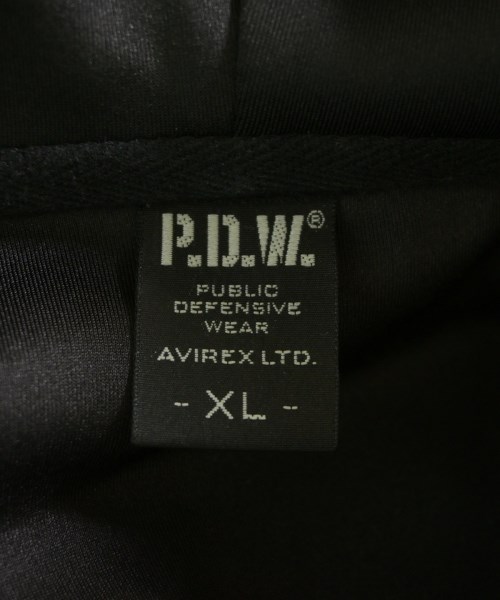 P.D.W.®
PUBLIC
DEFENSIVE
WEAR
AVIREX LTD.
- XL -